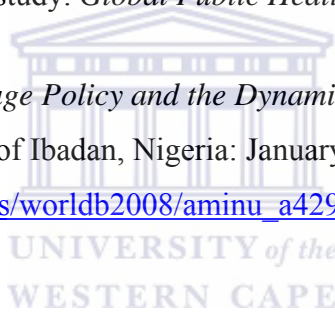 study. Global Public Heal
age Policy and the Dynami
of Ibadan, Nigeria: January
s/worldb2008/aminu_a429
UNIVERSITY of the
WESTERN CAPE